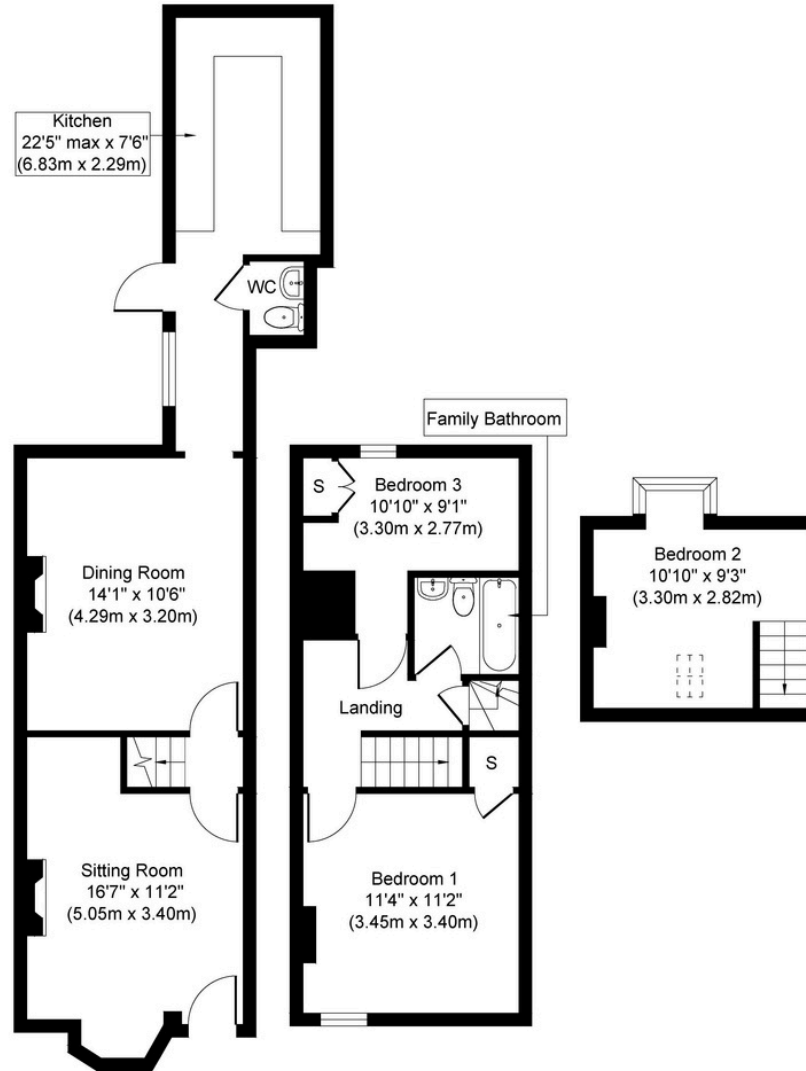 Kitchen
22'5" max x 7'6"
(6.83m x 2.29m)
WC
Dining Room
14'1" x 10'6"
(4.29m x 3.20m)
Sitting Room
16'7" x 11'2"
(5.05m x 3.40m)
Family Bathroom
S
Bedroom 3
10'10" x 9'1"
(3.30m x 2.77m)
Landing
S
Bedroom 1
11'4" x 11'2"
(3.45m x 3.40m)
Bedroom 2
10'10" x 9'3"
(3.30m x 2.82m)